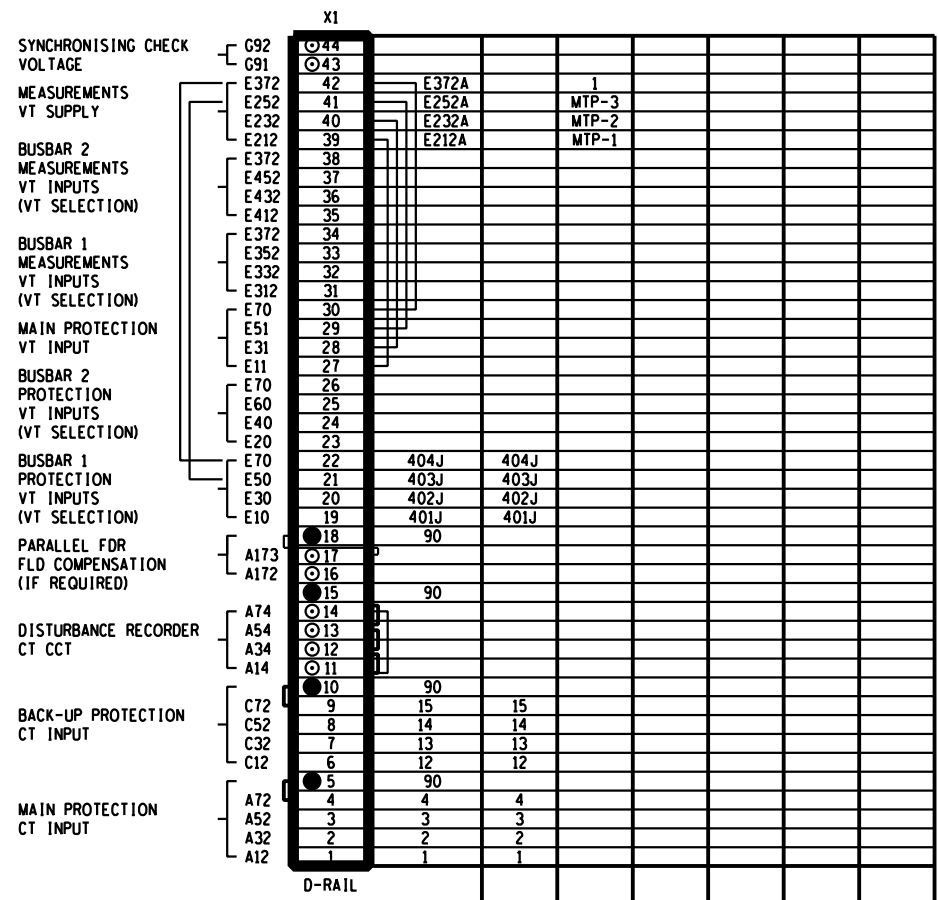 X1
SYNCHRONISING CHECK
VOLTAGE
G92 44
G91 43
MEASUREMENTS
VT SUPPLY
E372 42 E372A 1
E252 41 E252A MTP-3
E232 40 E232A MTP-2
E212 39 E212A MTP-1
BUSBAR 2
MEASUREMENTS
VT INPUTS
(VT SELECTION)
E372 38
E452 37
E432 36
E412 35
BUSBAR 1
MEASUREMENTS
VT INPUTS
(VT SELECTION)
E372 34
E352 33
E332 32
E312 31
MAIN PROTECTION
VT INPUT
E70 30
E51 29
E31 28
E11 27
BUSBAR 2
PROTECTION
VT INPUTS
(VT SELECTION)
E70 26
E60 25
E40 24
E20 23
BUSBAR 1
PROTECTION
VT INPUTS
(VT SELECTION)
E70 22 404J 404J
E50 21 403J 403J
E30 20 402J 402J
E10 19 401J 401J
PARALLEL FDR
FLD COMPENSATION
(IF REQUIRED)
18 90
A173 17
A172 16
15 90
DISTURBANCE RECORDER
CT CCT
A74 14
A54 13
A34 12
A14 11
BACK-UP PROTECTION
CT INPUT
10 90
C72 9 15 15
C52 8 14 14
C32 7 13 13
C12 6 12 12
MAIN PROTECTION
CT INPUT
5 90
A72 4 4 4
A52 3 3 3
A32 2 2 2
A12 1 1 1
D-RAIL